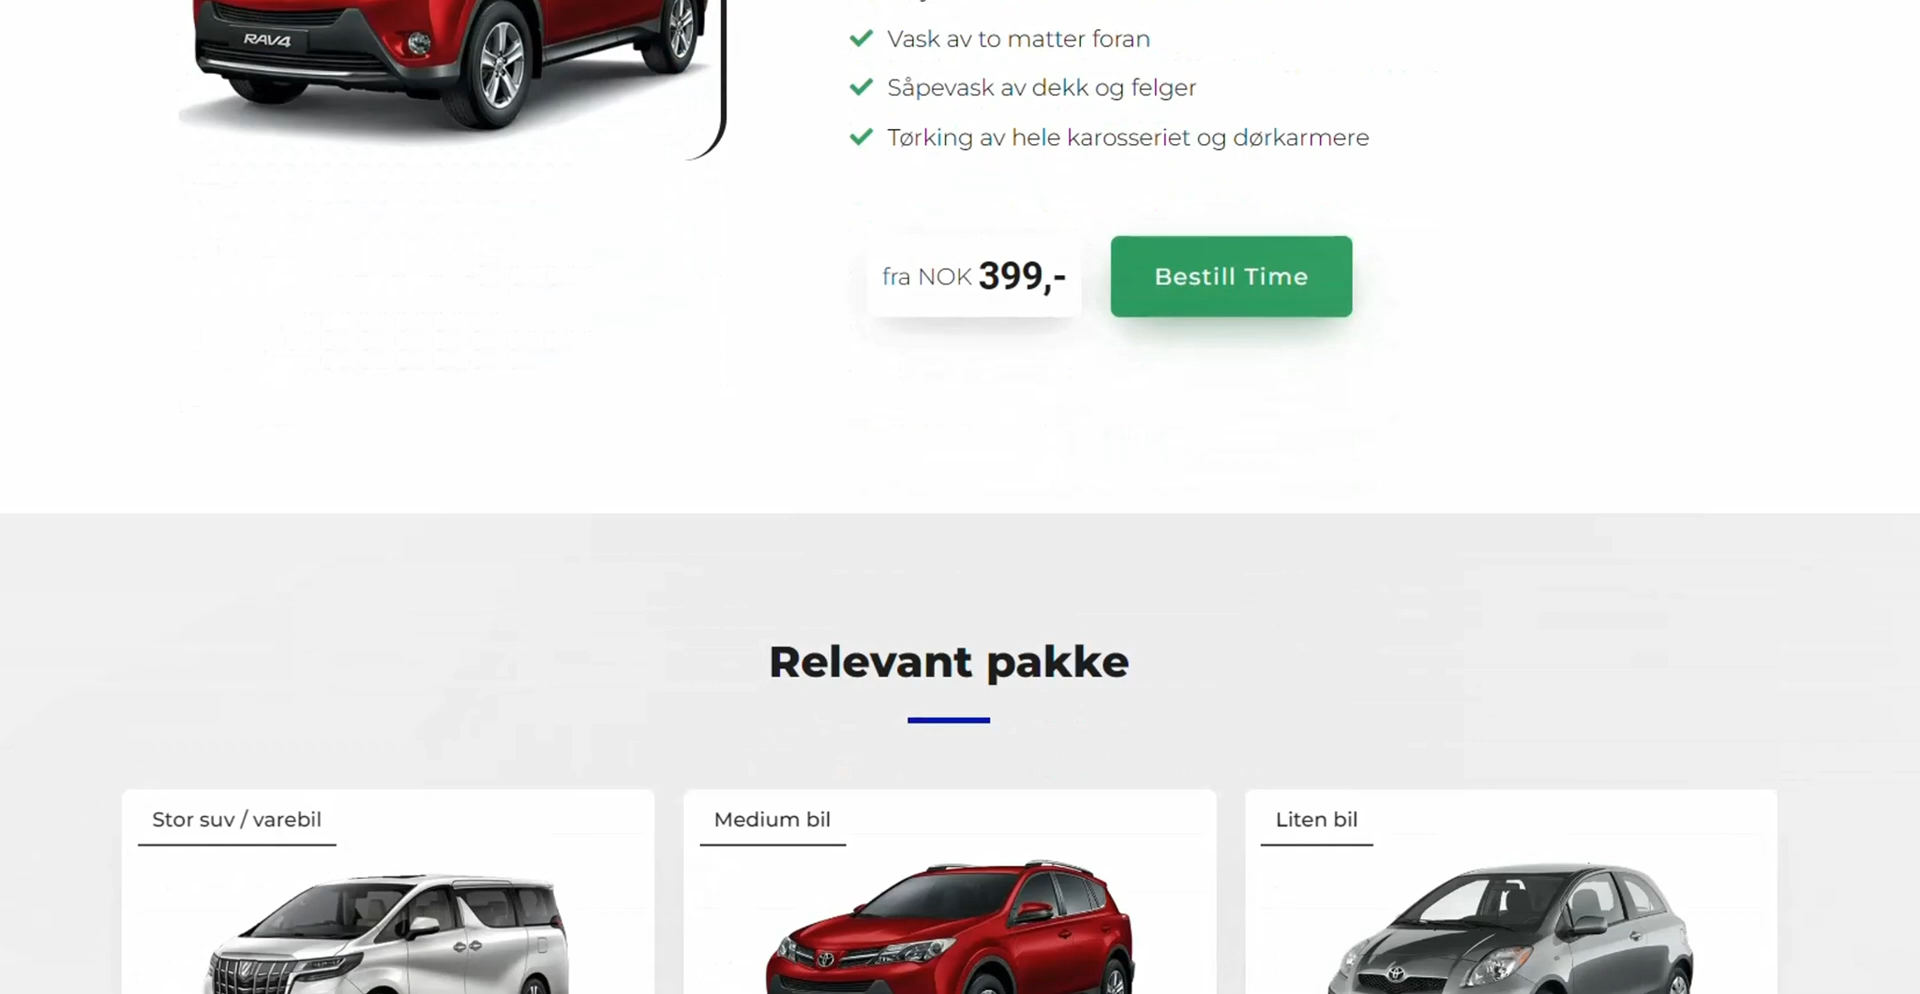 RAV4
Vask av to matter foran
Såpevask av dekk og felger
Tørking av hele karosseriet og dørkarmere
fra NOK 399,-
Bestill Time
Relevant pakke
Stor suv / varebil
Medium bil
Liten bil